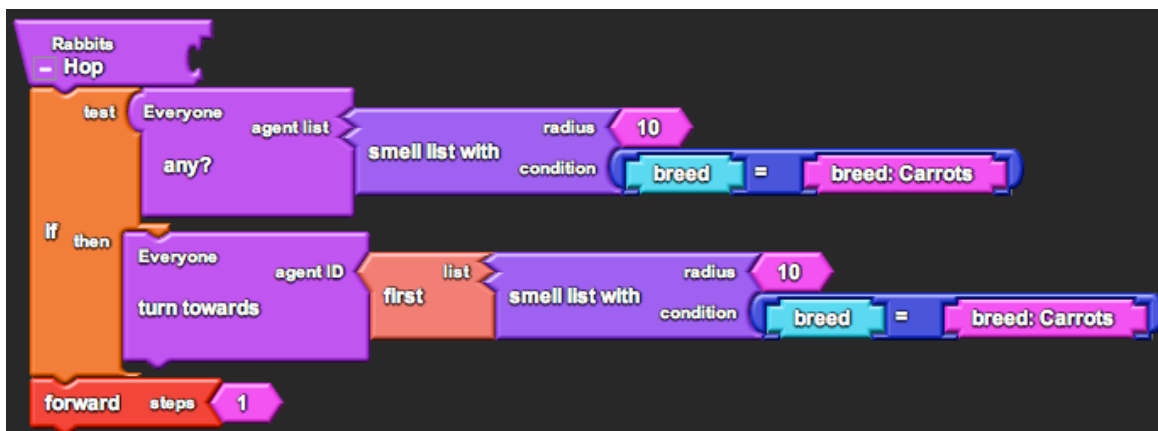 Rabbits
Hop
test Everyone agent list radius 10
smell list with
any? condition breed = breed: Carrots
if then
Everyone agent ID list radius 10
first smell list with
turn towards condition breed = breed: Carrots
forward steps 1